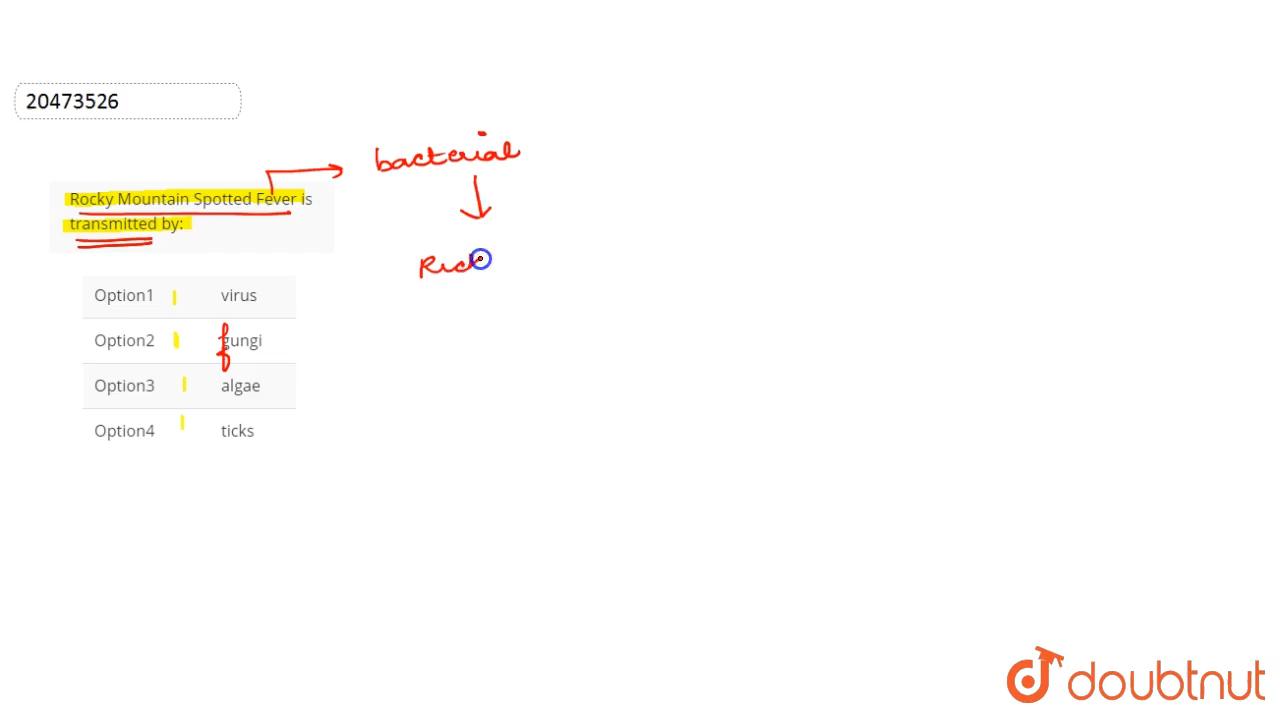 20473526
bacterial
Rocky Mountain Spotted Fever is
transmitted by:
Rick
Option1 virus
Option2 fungi
Option3 algae
Option4 ticks
doubtnut